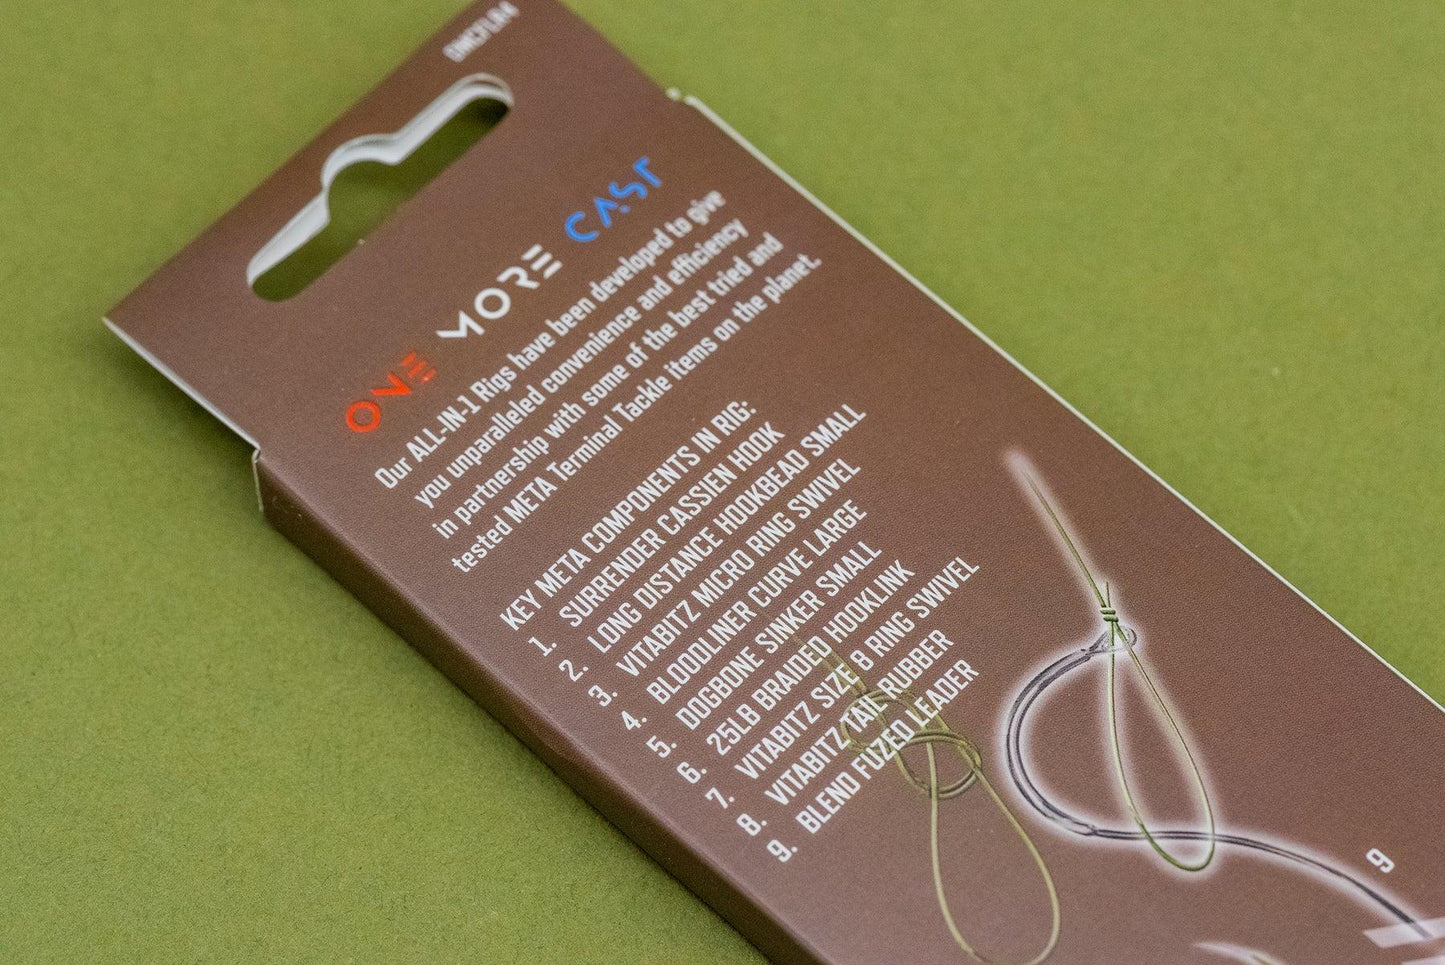 ONE MORE CAST
Our ALL-IN-1 Rigs have been developed to give
you unparalleled convenience and efficiency
in partnership with some of the best tried and
tested META Terminal Tackle items on the planet.
KEY META COMPONENTS IN RIG:
1. SURRENDER CASSIEN HOOK
2. LONG DISTANCE HOOKBEAD SMALL
3. VITABITZ MICRO RING SWIVEL
4. BLOODLINER CURVE LARGE
5. DOGBONE SINKER SMALL
6. 25LB BRAIDED HOOKLINK
7. VITABITZ SIZE 8 RING SWIVEL
8. VITABITZ TAIL RUBBER
9. BLEND FUZED LEADER
9